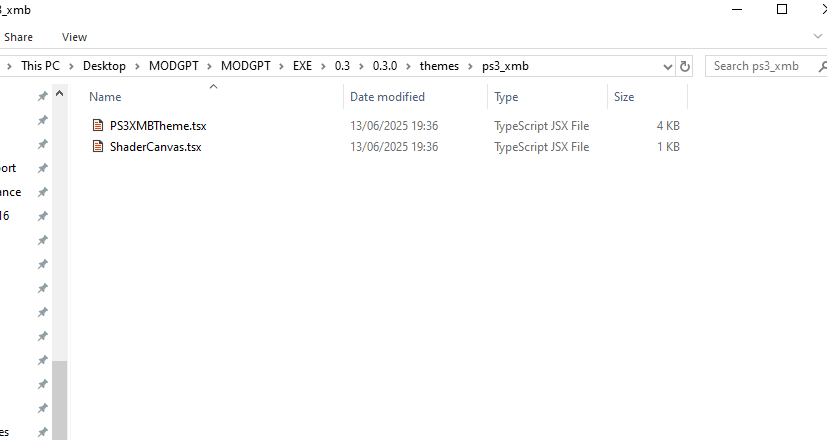 3_xmb
Share View
This PC > Desktop > MODGPT > MODGPT > EXE > 0.3 > 0.3.0 > themes > ps3_xmb
Search ps3_xmb
Name Date modified Type Size
PS3XMBTheme.tsx 13/06/2025 19:36 TypeScript JSX File 4 KB
ShaderCanvas.tsx 13/06/2025 19:36 TypeScript JSX File 1 KB
ort
ance
16
es